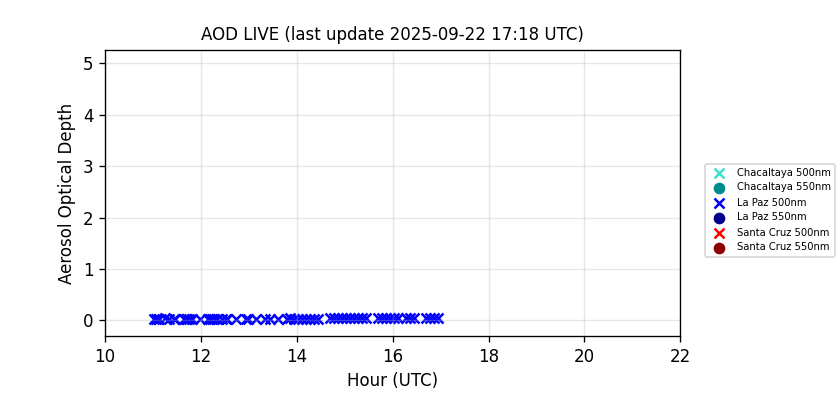 AOD LIVE (last update 2025-09-22 17:18 UTC)
5
4
3
2
1
0
Aerosol Optical Depth
10 12 14 16 18 20 22
Hour (UTC)
Chacaltaya 500nm
Chacaltaya 550nm
La Paz 500nm
La Paz 550nm
Santa Cruz 500nm
Santa Cruz 550nm